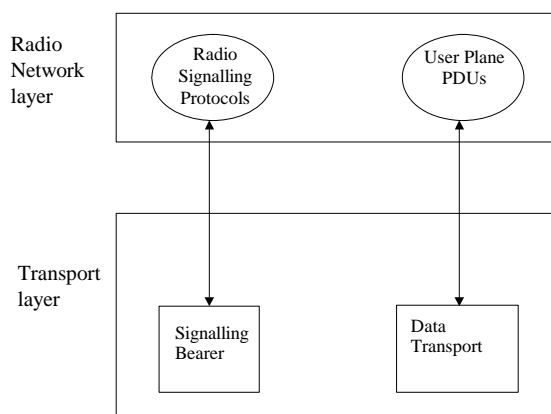 Radio
Network
layer
Radio
Signalling
Protocols
User Plane
PDUs
Transport
layer
Signalling
Bearer
Data
Transport